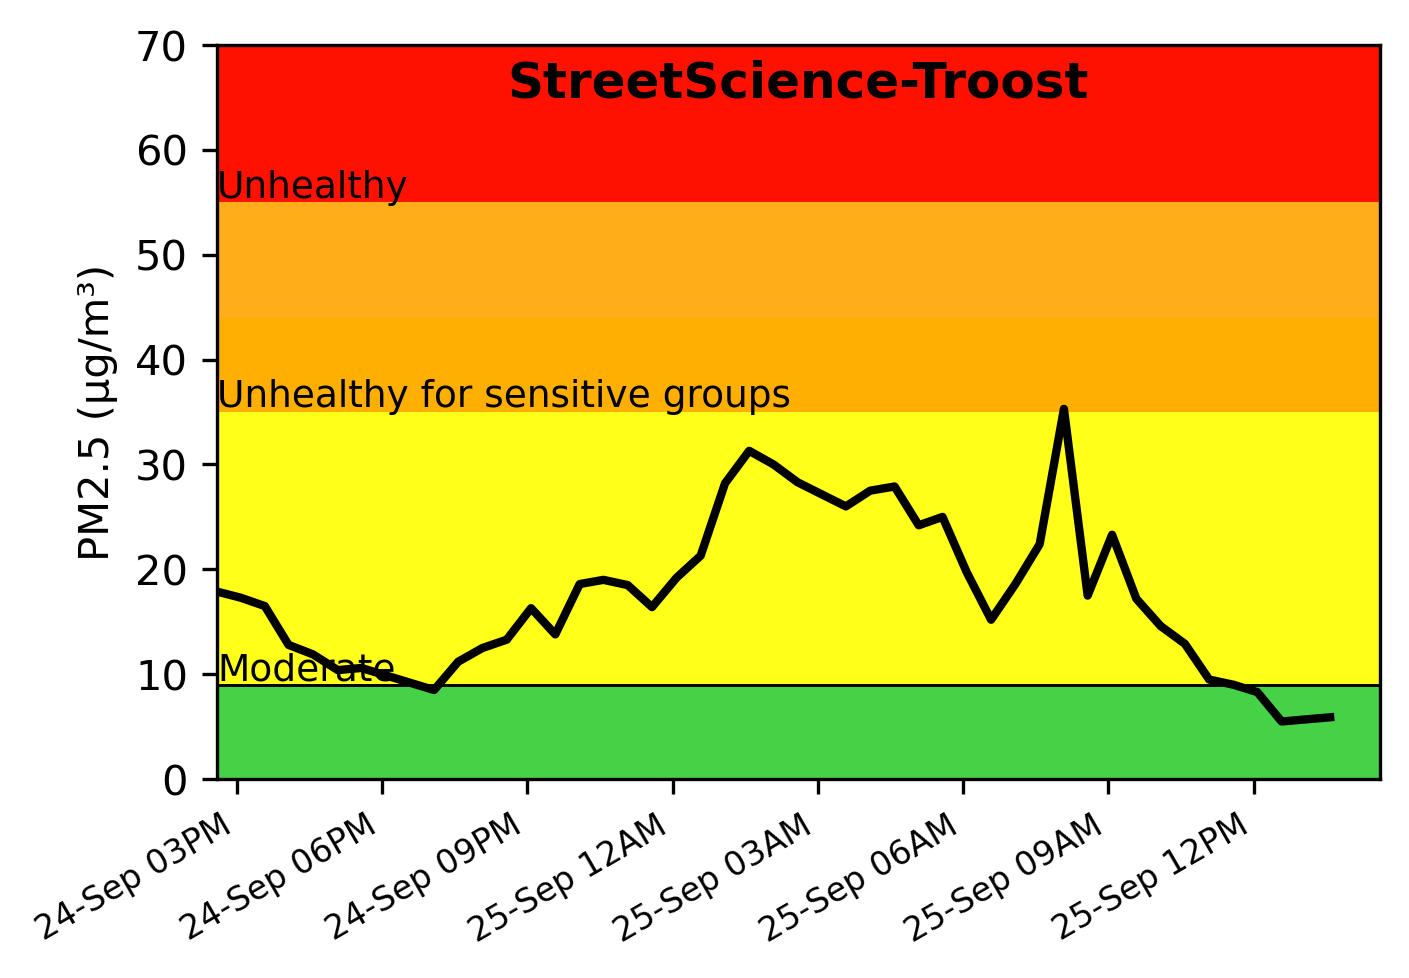 StreetScience-Troost
70
60
50
40
30
20
10
0
PM2.5 (µg/m³)
Unhealthy
Unhealthy for sensitive groups
Moderate
24-Sep 03PM
24-Sep 06PM
24-Sep 09PM
25-Sep 12AM
25-Sep 03AM
25-Sep 06AM
25-Sep 09AM
25-Sep 12PM